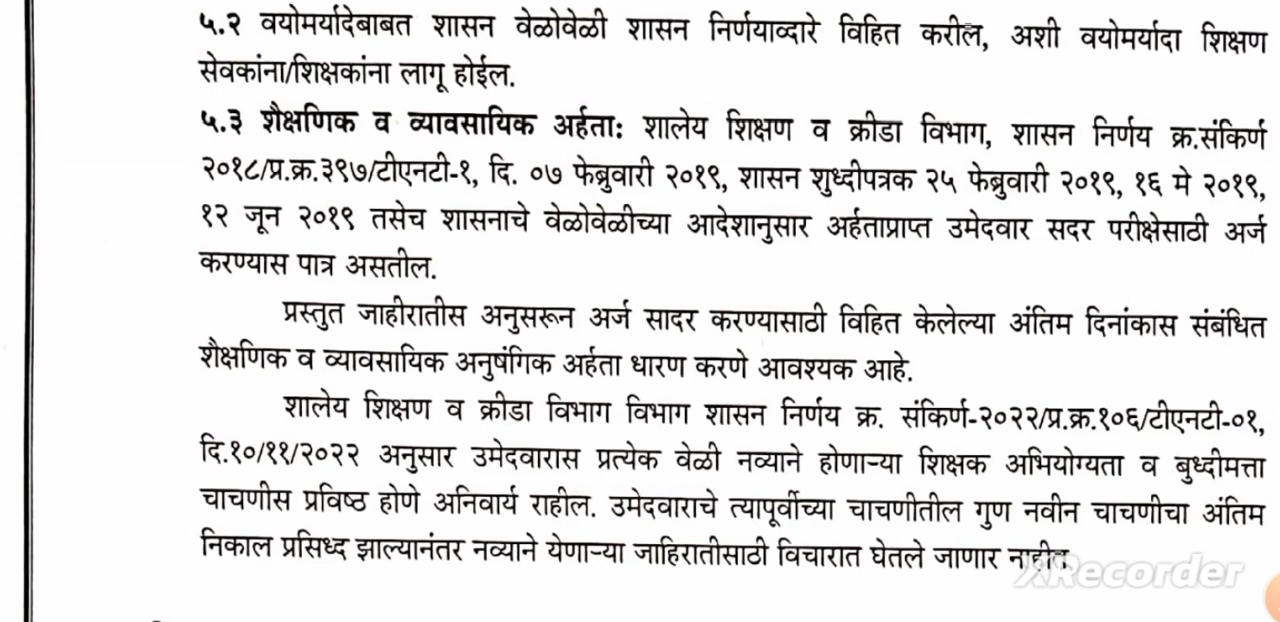 ५.२ वयोमर्यादेबाबत शासन वेळोवेळी शासन निर्णयाव्दारे विहित करील, अशी वयोमर्यादा शिक्षण
सेवकांना/शिक्षकांना लागू होईल.
५.३ शैक्षणिक व व्यावसायिक अर्हता: शालेय शिक्षण व क्रीडा विभाग, शासन निर्णय क्र.संकिर्ण
२०१८/प्र.क्र.३९७/टीएनटी-१, दि. ०७ फेब्रुवारी २०१९, शासन शुध्दीपत्रक २५ फेब्रुवारी २०१९, १६ मे २०१९,
१२ जून २०१९ तसेच शासनाचे वेळोवेळीच्या आदेशानुसार अर्हताप्राप्त उमेदवार सदर परीक्षेसाठी अर्ज
करण्यास पात्र असतील.
प्रस्तुत जाहीरातीस अनुसरून अर्ज सादर करण्यासाठी विहित केलेल्या अंतिम दिनांकास संबंधित
शैक्षणिक व व्यावसायिक अनुषंगिक अर्हता धारण करणे आवश्यक आहे.
शालेय शिक्षण व क्रीडा विभाग विभाग शासन निर्णय क्र. संकिर्ण-२०२२/प्र.क्र.१०६/टीएनटी-०१,
दि.१०/११/२०२२ अनुसार उमेदवारास प्रत्येक वेळी नव्याने होणाऱ्या शिक्षक अभियोग्यता व बुध्दीमत्ता
चाचणीस प्रविष्ठ होणे अनिवार्य राहील. उमेदवाराचे त्यापूर्वीच्या चाचणीतील गुण नवीन चाचणीचा अंतिम
निकाल प्रसिध्द झाल्यानंतर नव्याने येणाऱ्या जाहिरातीसाठी विचारात घेतले जाणार नाहीत
XRecorder